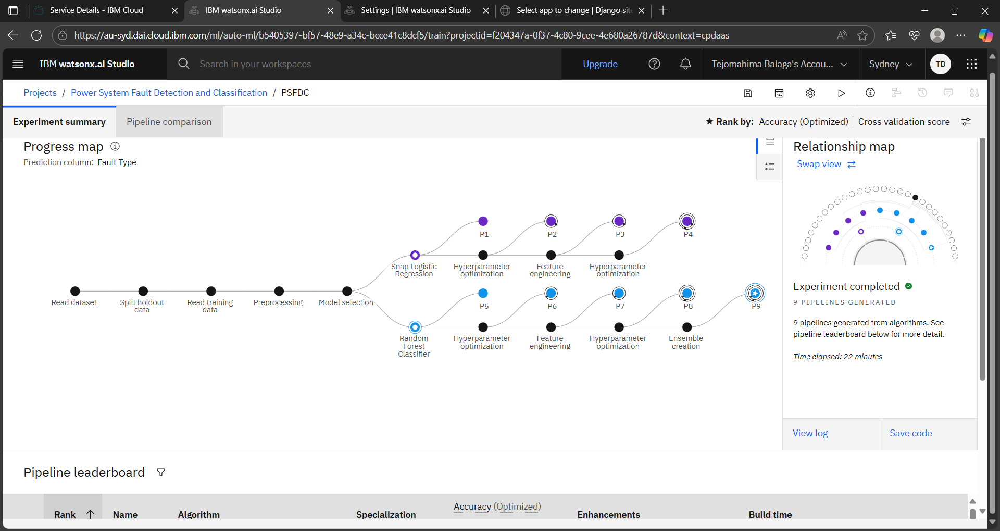 Service Details - IBM Cloud
IBM watsonx.ai Studio
Settings | IBM watsonx.ai Studio
Select app to change | Django sit
https://au-syd.dai.cloud.ibm.com/ml/auto-ml/b5405397-bf57-48e9-a34c-bcce41c8dcf5/train?projectid=f204347a-0f37-4c80-9cee-4e680a26787d&context=cpdaas
IBM watsonx.ai Studio
Search in your workspaces
Upgrade
Tejomahima Balaga's Accou...
Sydney
TB
Projects / Power System Fault Detection and Classification / PSFDC
Experiment summary
Pipeline comparison
Rank by: Accuracy (Optimized) | Cross validation score
Progress map
Prediction column: Fault Type
P1
P2
P3
P4
Snap Logistic
Regression
Hyperparameter
optimization
Feature
engineering
Hyperparameter
optimization
Read dataset
Split holdout
data
Read training
data
Preprocessing
Model selection
P5
P6
P7
P8
P9
Random
Forest
Classifier
Hyperparameter
optimization
Feature
engineering
Hyperparameter
optimization
Ensemble
creation
Relationship map
Swap view
Experiment completed
9 PIPELINES GENERATED
9 pipelines generated from algorithms. See
pipeline leaderboard below for more detail.
Time elapsed: 22 minutes
View log
Save code
Pipeline leaderboard
Rank
Name
Algorithm
Specialization
Accuracy (Optimized)
Enhancements
Build time